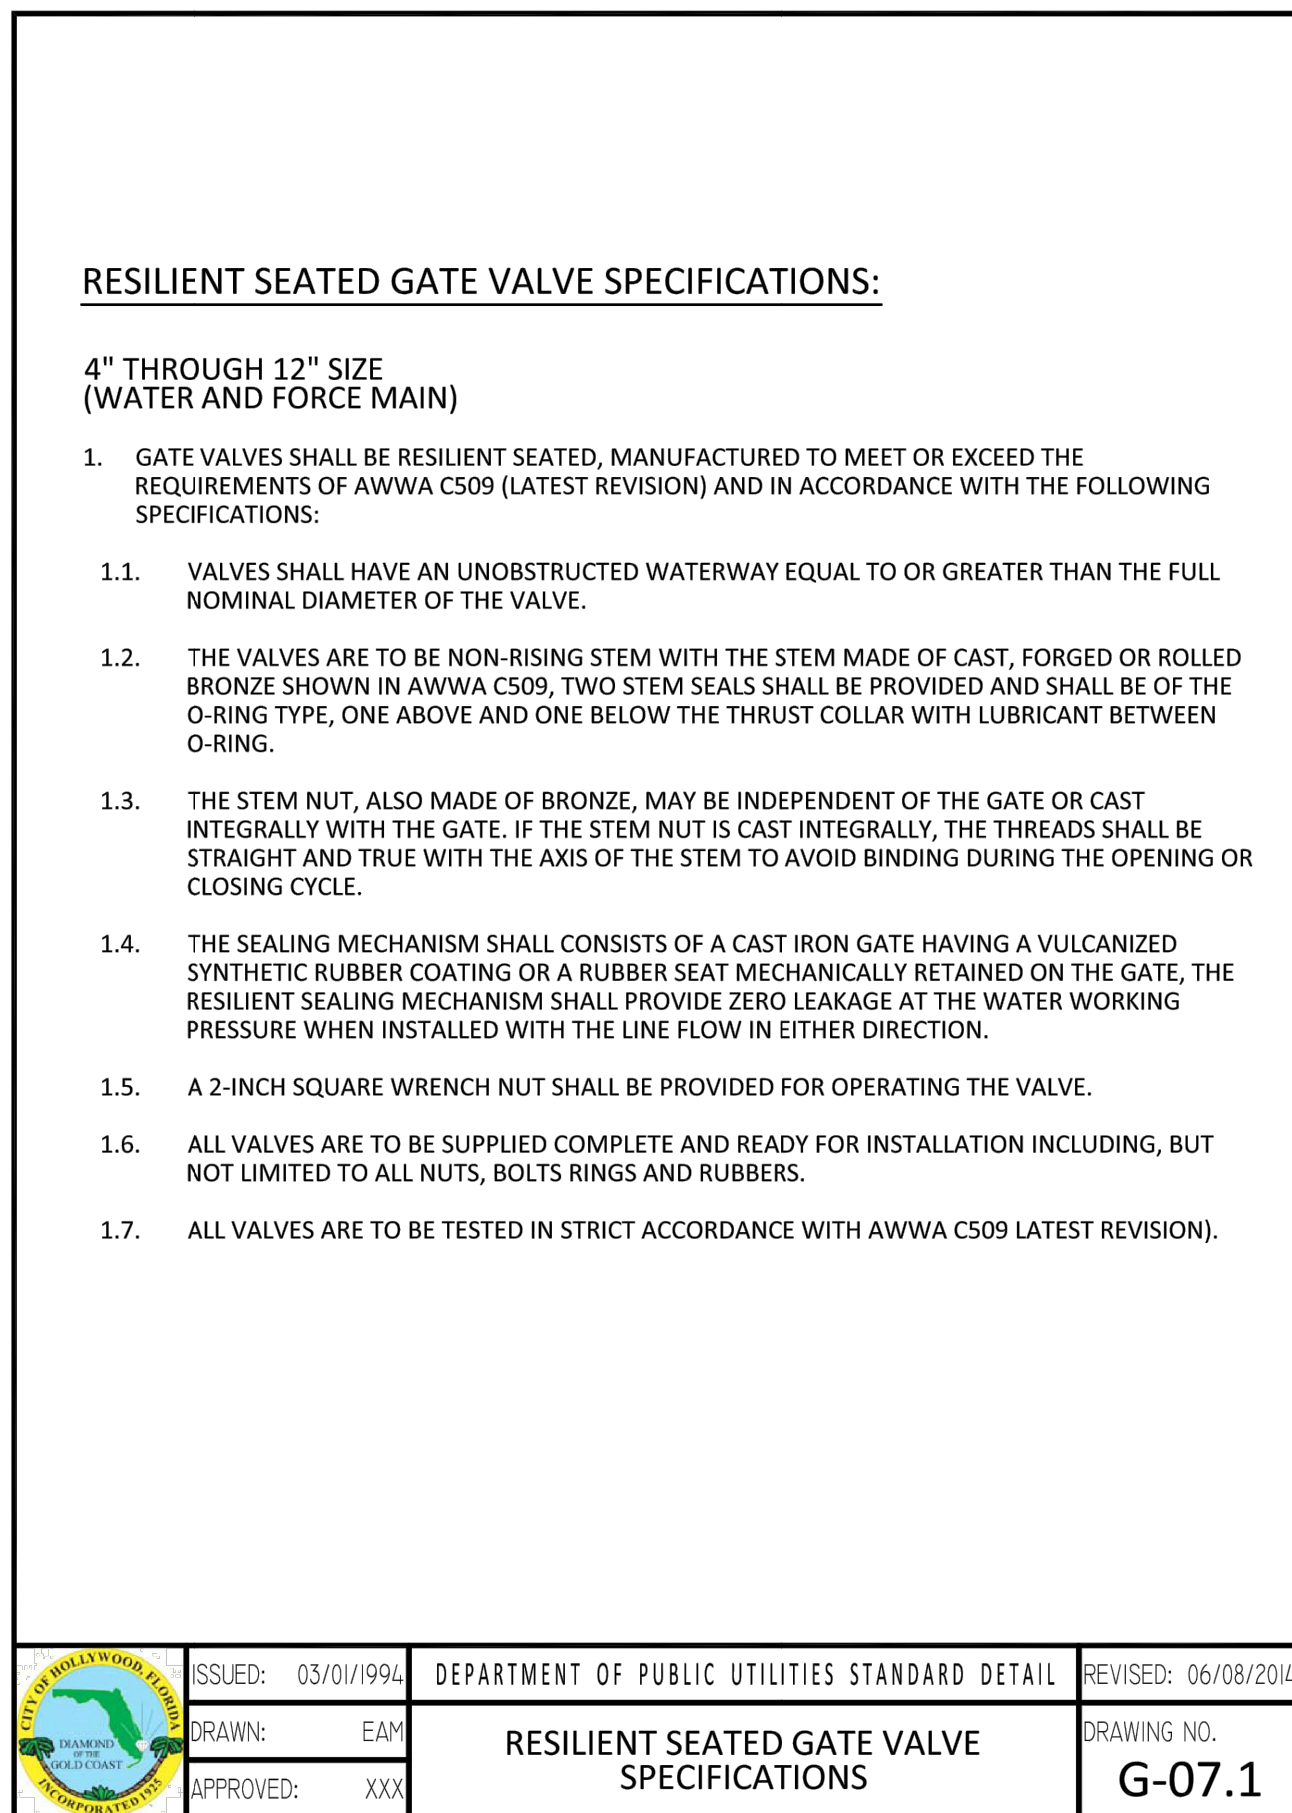 RESILIENT SEATED GATE VALVE SPECIFICATIONS:
4" THROUGH 12" SIZE
(WATER AND FORCE MAIN)
1. GATE VALVES SHALL BE RESILIENT SEATED, MANUFACTURED TO MEET OR EXCEED THE
REQUIREMENTS OF AWWA C509 (LATEST REVISION) AND IN ACCORDANCE WITH THE FOLLOWING
SPECIFICATIONS:
1.1. VALVES SHALL HAVE AN UNOBSTRUCTED WATERWAY EQUAL TO OR GREATER THAN THE FULL
NOMINAL DIAMETER OF THE VALVE.
1.2. THE VALVES ARE TO BE NON-RISING STEM WITH THE STEM MADE OF CAST, FORGED OR ROLLED
BRONZE SHOWN IN AWWA C509, TWO STEM SEALS SHALL BE PROVIDED AND SHALL BE OF THE
O-RING TYPE, ONE ABOVE AND ONE BELOW THE THRUST COLLAR WITH LUBRICANT BETWEEN
O-RING.
1.3. THE STEM NUT, ALSO MADE OF BRONZE, MAY BE INDEPENDENT OF THE GATE OR CAST
INTEGRALLY WITH THE GATE. IF THE STEM NUT IS CAST INTEGRALLY, THE THREADS SHALL BE
STRAIGHT AND TRUE WITH THE AXIS OF THE STEM TO AVOID BINDING DURING THE OPENING OR
CLOSING CYCLE.
1.4. THE SEALING MECHANISM SHALL CONSISTS OF A CAST IRON GATE HAVING A VULCANIZED
SYNTHETIC RUBBER COATING OR A RUBBER SEAT MECHANICALLY RETAINED ON THE GATE, THE
RESILIENT SEALING MECHANISM SHALL PROVIDE ZERO LEAKAGE AT THE WATER WORKING
PRESSURE WHEN INSTALLED WITH THE LINE FLOW IN EITHER DIRECTION.
1.5. A 2-INCH SQUARE WRENCH NUT SHALL BE PROVIDED FOR OPERATING THE VALVE.
1.6. ALL VALVES ARE TO BE SUPPLIED COMPLETE AND READY FOR INSTALLATION INCLUDING, BUT
NOT LIMITED TO ALL NUTS, BOLTS RINGS AND RUBBERS.
1.7. ALL VALVES ARE TO BE TESTED IN STRICT ACCORDANCE WITH AWWA C509 LATEST REVISION).
CITY OF HOLLYWOOD, FLORIDA
DIAMOND
OF THE
GOLD COAST
INCORPORATED 1925
ISSUED: 03/01/1994
DRAWN: EAM
APPROVED: XXX
DEPARTMENT OF PUBLIC UTILITIES STANDARD DETAIL
RESILIENT SEATED GATE VALVE
SPECIFICATIONS
REVISED: 06/08/2014
DRAWING NO.
G-07.1